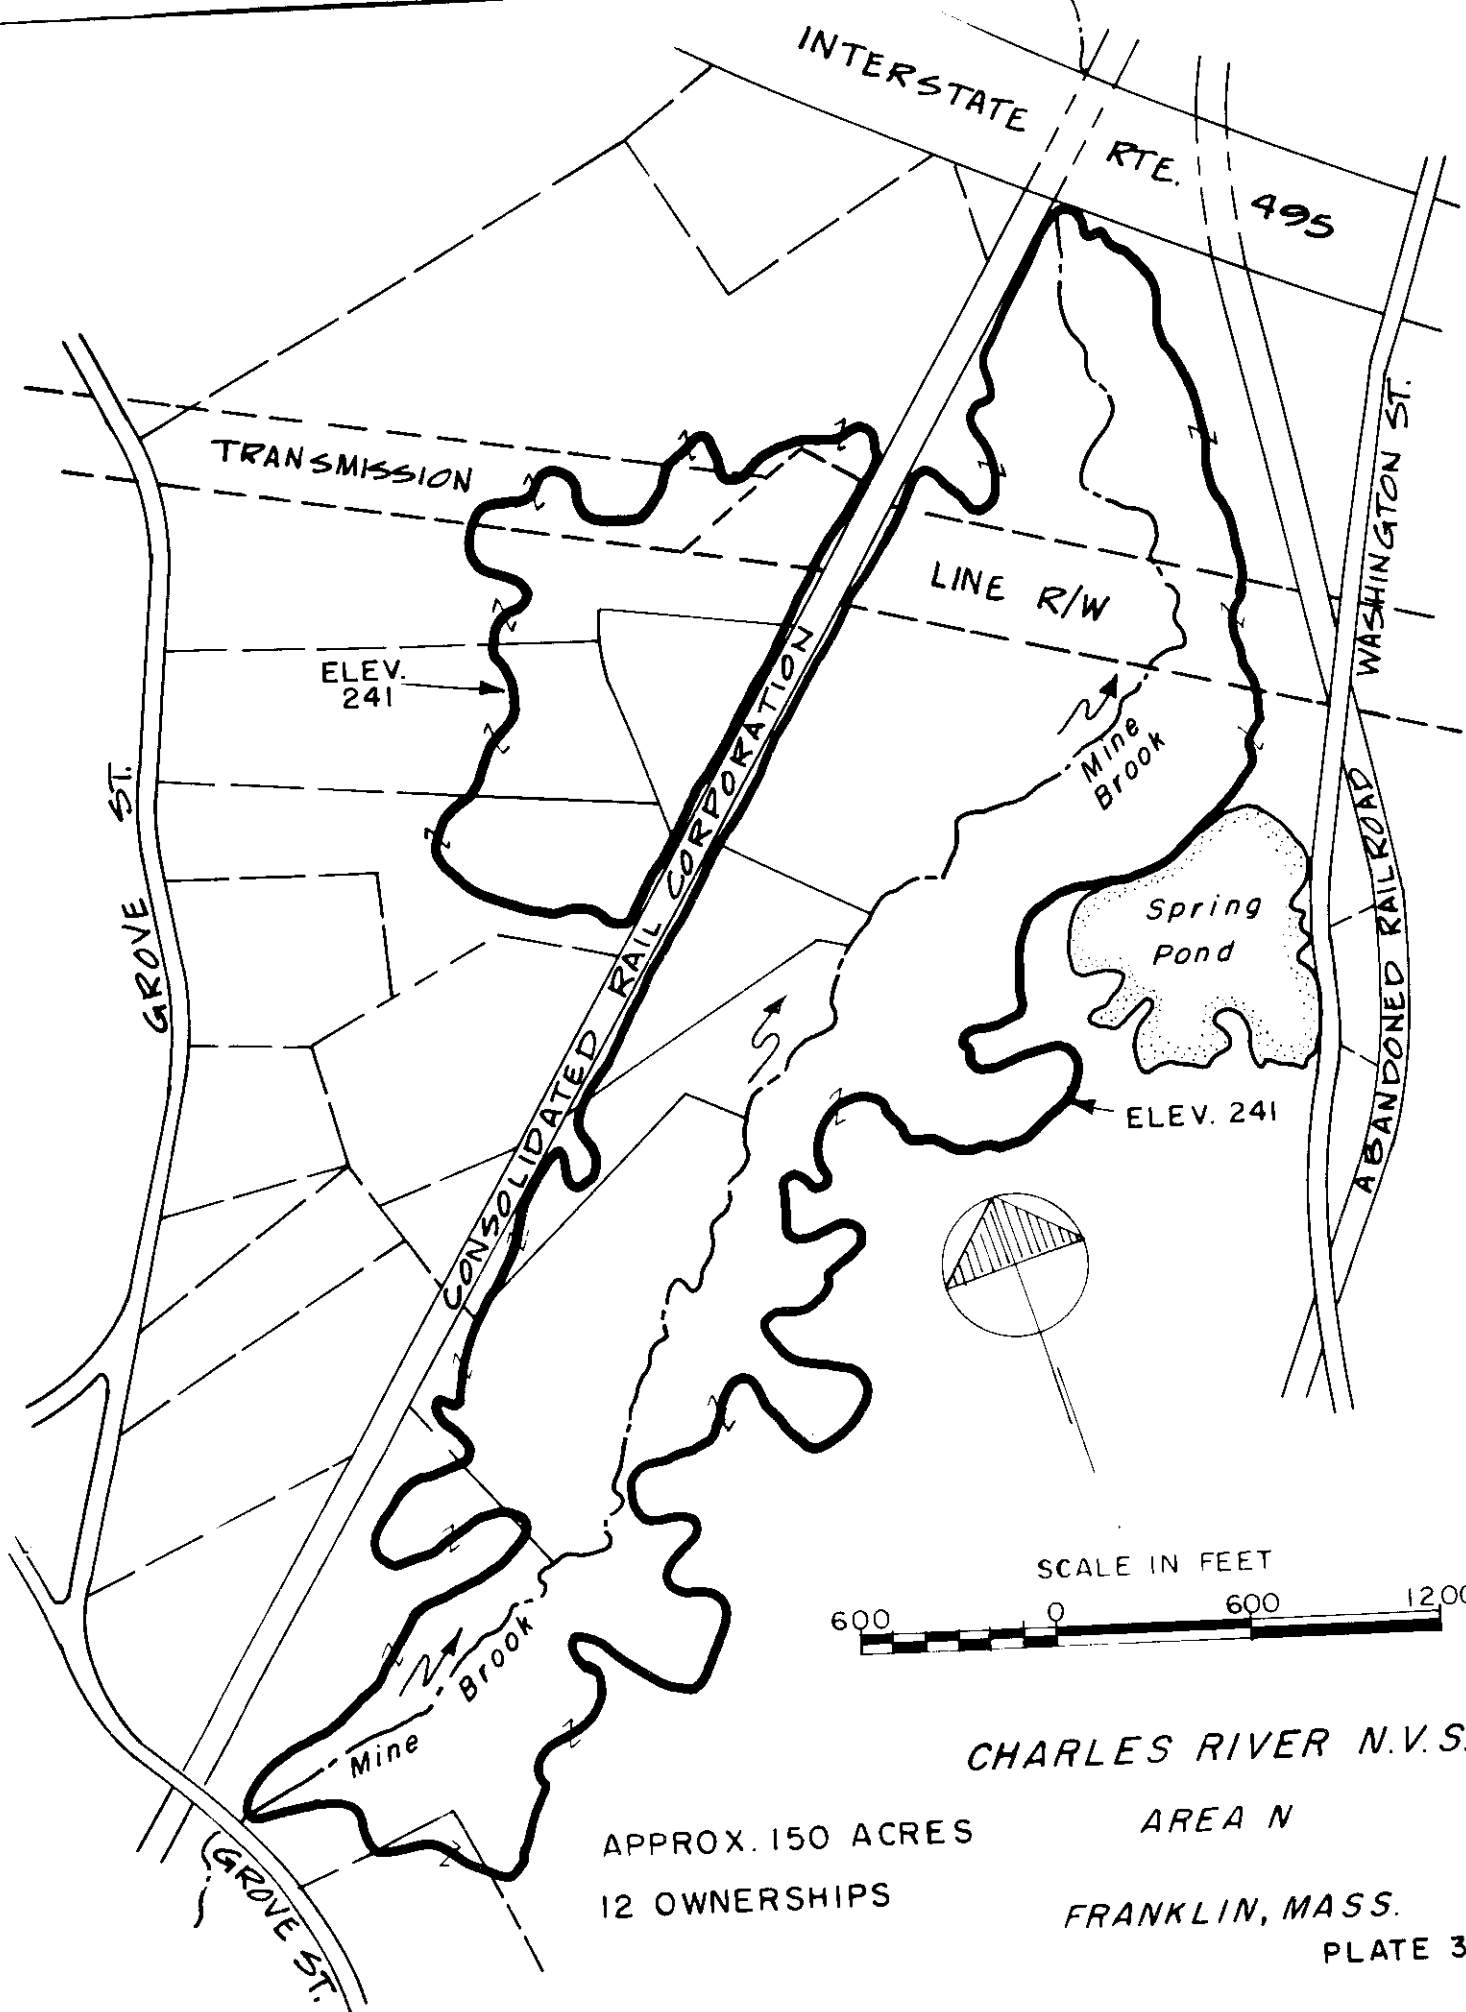 INTERSTATE RTE. 495
TRANSMISSION
LINE R/W
WASHINGTON ST.
ELEV.
241
Mine
Brook
GROVE ST.
CONSOLIDATED RAIL CORPORATION
Spring
Pond
ABANDONED RAILROAD
ELEV. 241
SCALE IN FEET
600 0 600 1200
Mine Brook
GROVE ST.
CHARLES RIVER N.V.S.
AREA N
APPROX. 150 ACRES
12 OWNERSHIPS
FRANKLIN, MASS.
PLATE 3